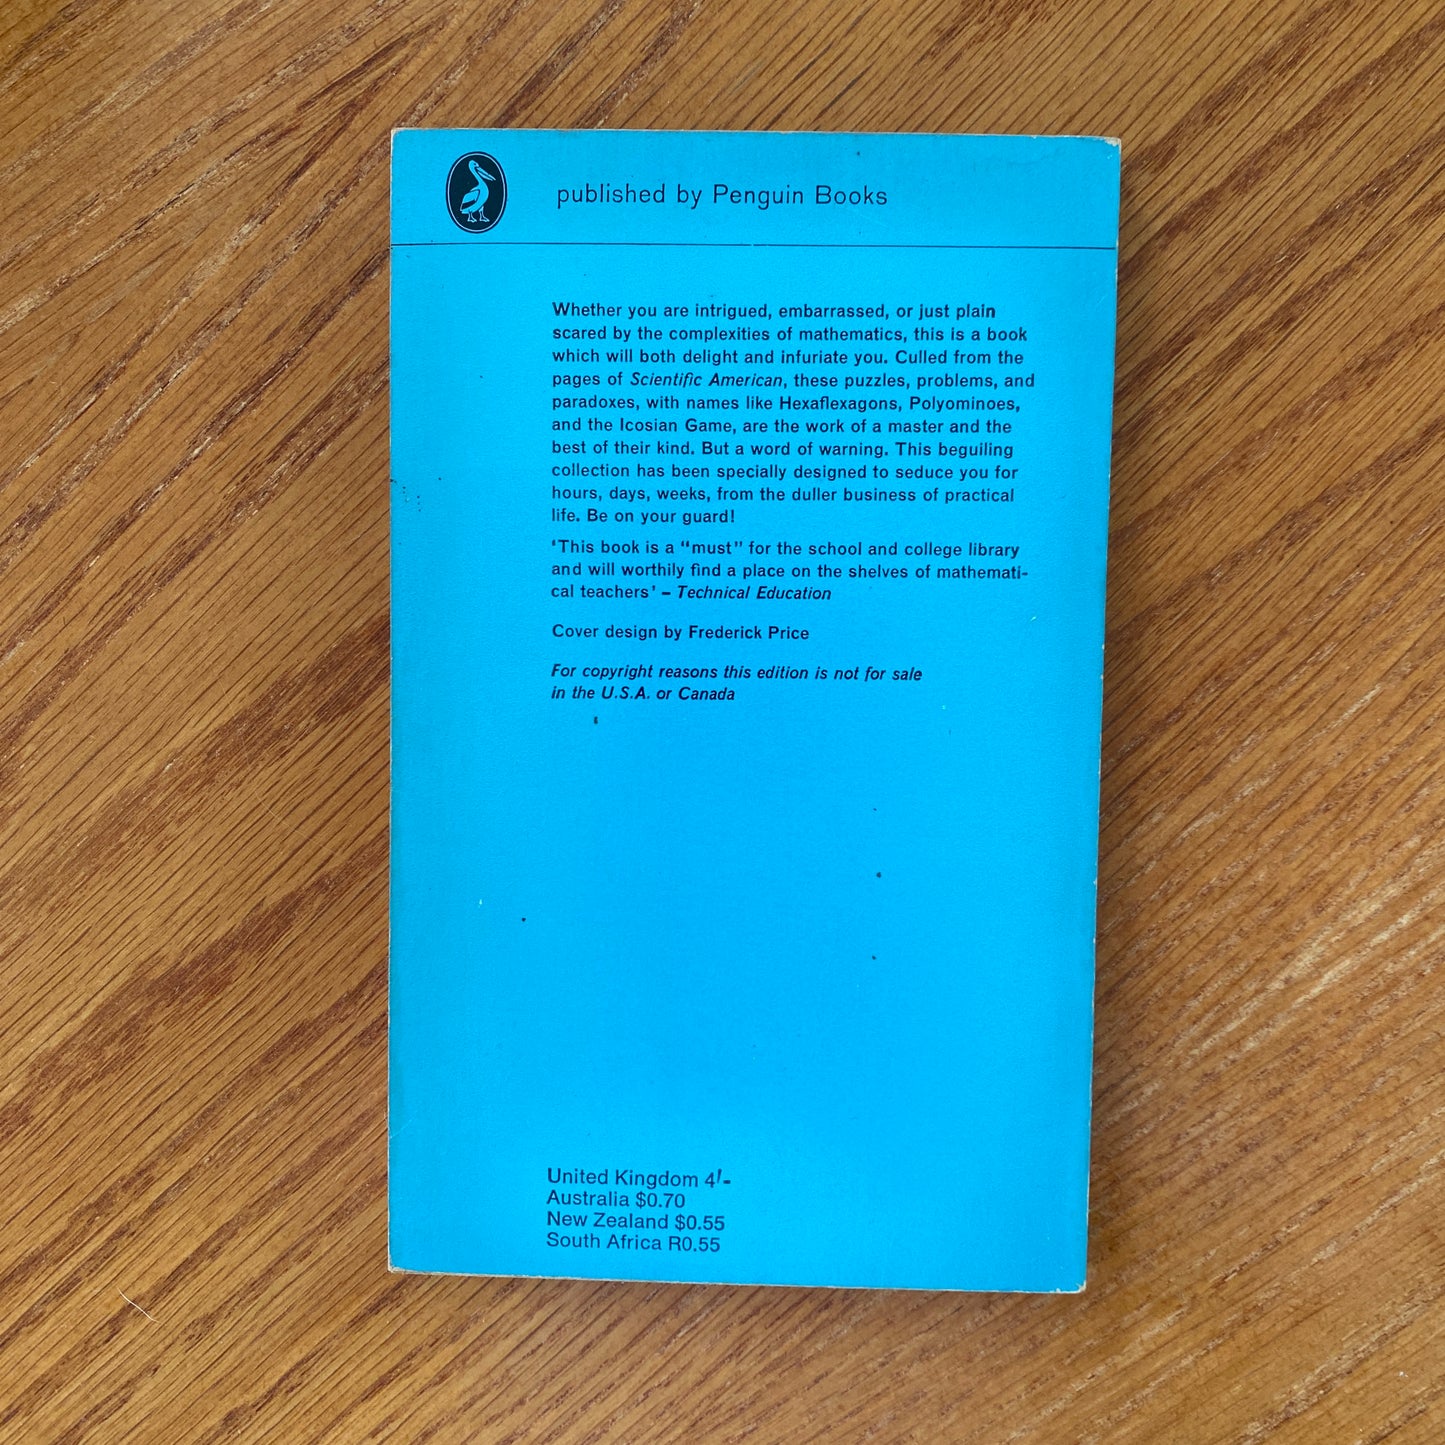 published by Penguin Books
Whether you are intrigued, embarrassed, or just plain
scared by the complexities of mathematics, this is a book
which will both delight and infuriate you. Culled from the
pages of Scientific American, these puzzles, problems, and
paradoxes, with names like Hexaflexagons, Polyominoes,
and the Icosian Game, are the work of a master and the
best of their kind. But a word of warning. This beguiling
collection has been specially designed to seduce you for
hours, days, weeks, from the duller business of practical
life. Be on your guard!
‘This book is a “must” for the school and college library
and will worthily find a place on the shelves of mathemati-
cal teachers’ – Technical Education
Cover design by Frederick Price
For copyright reasons this edition is not for sale
in the U.S.A. or Canada
United Kingdom 4/-
Australia $0.70
New Zealand $0.55
South Africa R0.55